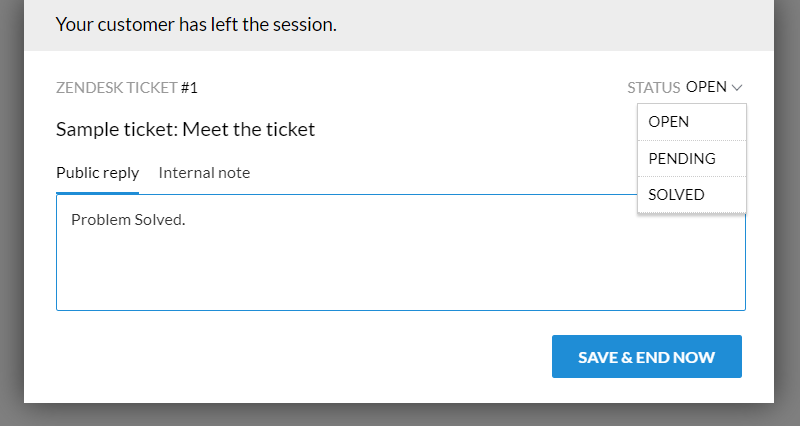 Your customer has left the session.
ZENDESK TICKET #1
STATUS OPEN
OPEN
PENDING
SOLVED
Sample ticket: Meet the ticket
Public reply
Internal note
Problem Solved.
SAVE & END NOW